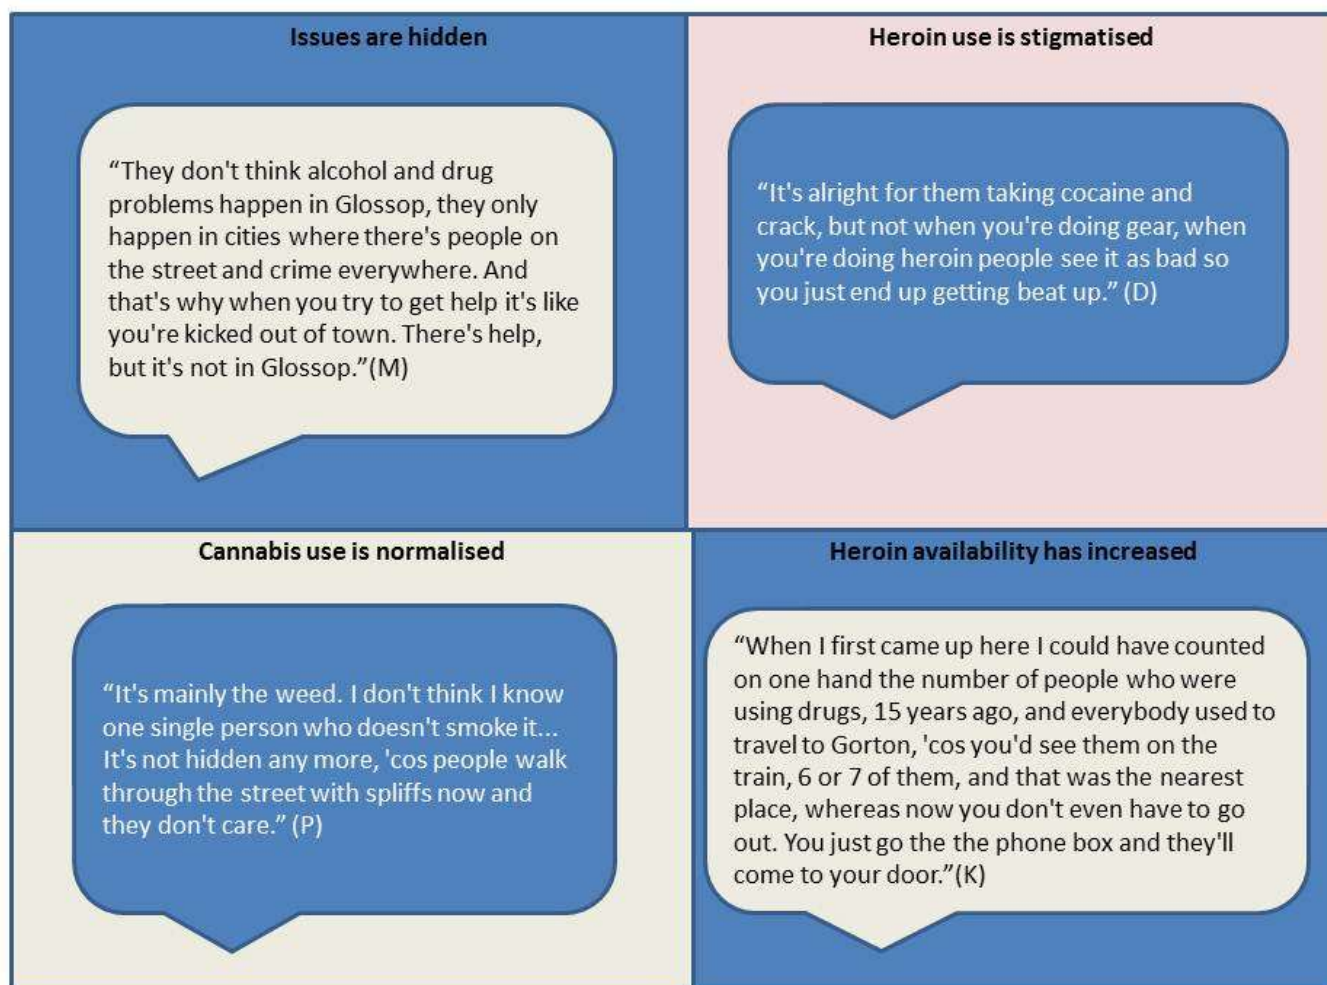 Issues are hidden
“They don't think alcohol and drug
problems happen in Glossop, they only
happen in cities where there's people on
the street and crime everywhere. And
that's why when you try to get help it's like
you're kicked out of town. There's help,
but it's not in Glossop.”(M)
Heroin use is stigmatised
“It's alright for them taking cocaine and
crack, but not when you're doing gear, when
you're doing heroin people see it as bad so
you just end up getting beat up.” (D)
Cannabis use is normalised
“It's mainly the weed. I don't think I know
one single person who doesn't smoke it...
It's not hidden any more, 'cos people walk
through the street with spliffs now and
they don't care.” (P)
Heroin availability has increased
“When I first came up here I could have counted
on one hand the number of people who were
using drugs, 15 years ago, and everybody used to
travel to Gorton, 'cos you'd see them on the
train, 6 or 7 of them, and that was the nearest
place, whereas now you don't even have to go
out. You just go the the phone box and they'll
come to your door.”(K)